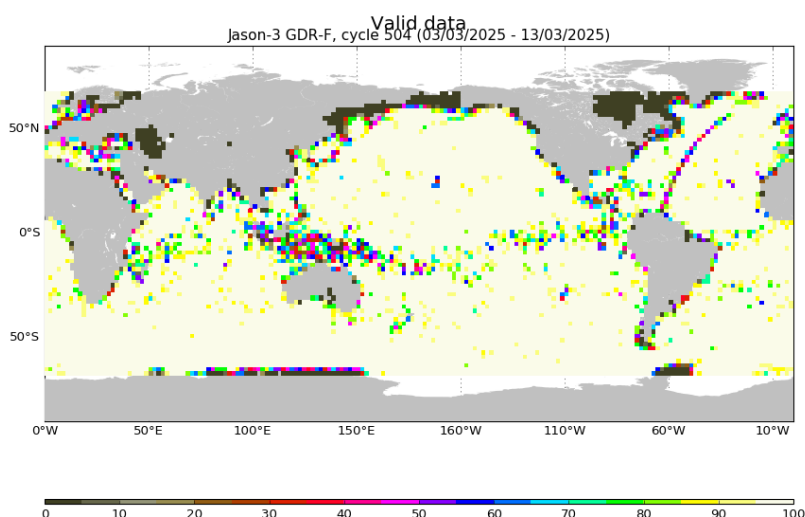 Valid data
Jason-3 GDR-F, cycle 504 (03/03/2025 - 13/03/2025)
50°N
0°S
50°S
0°W 50°E 100°E 150°E 160°W 110°W 60°W 10°W
0 10 20 30 40 50 60 70 80 90 100